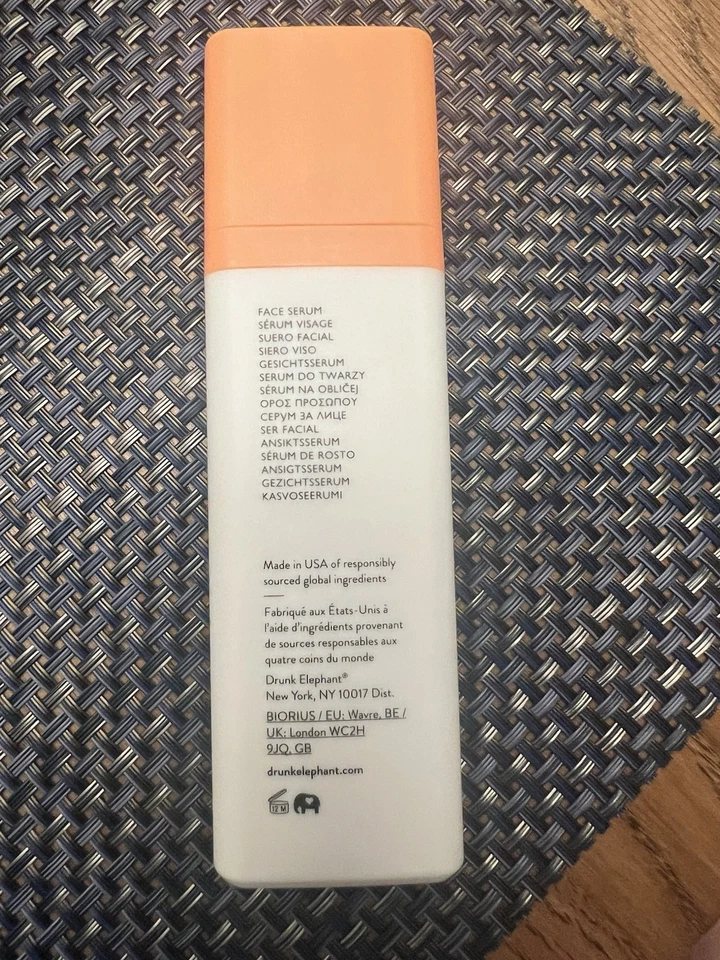 FACE SERUM
SÉRUM VISAGE
SUERO FACIAL
SIERO VISO
GESICHTSSERUM
SERUM DO TWARZY
SÉRUM NA OBLIČEJ
ΟΡΟΣ ΠΡΟΣΩΠΟΥ
СЕРУМ ЗА ЛИЦЕ
SER FACIAL
ANSIKTSSERUM
SÉRUM DE ROSTO
ANSIGTSSERUM
GEZICHTSSERUM
KASVOSEERUMI
Made in USA of responsibly
sourced global ingredients
Fabriqué aux États-Unis à
l'aide d'ingrédients provenant
de sources responsables aux
quatre coins du monde
Drunk Elephant®
New York, NY 10017 Dist.
BIORIUS / EU: Wavre, BE /
UK: London WC2H
9JQ, GB
drunkelephant.com
12 M